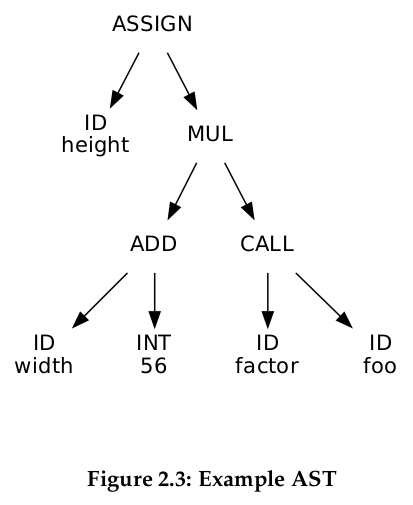 ASSIGN
ID
height
MUL
ADD
CALL
ID
width
INT
56
ID
factor
ID
foo
Figure 2.3: Example AST